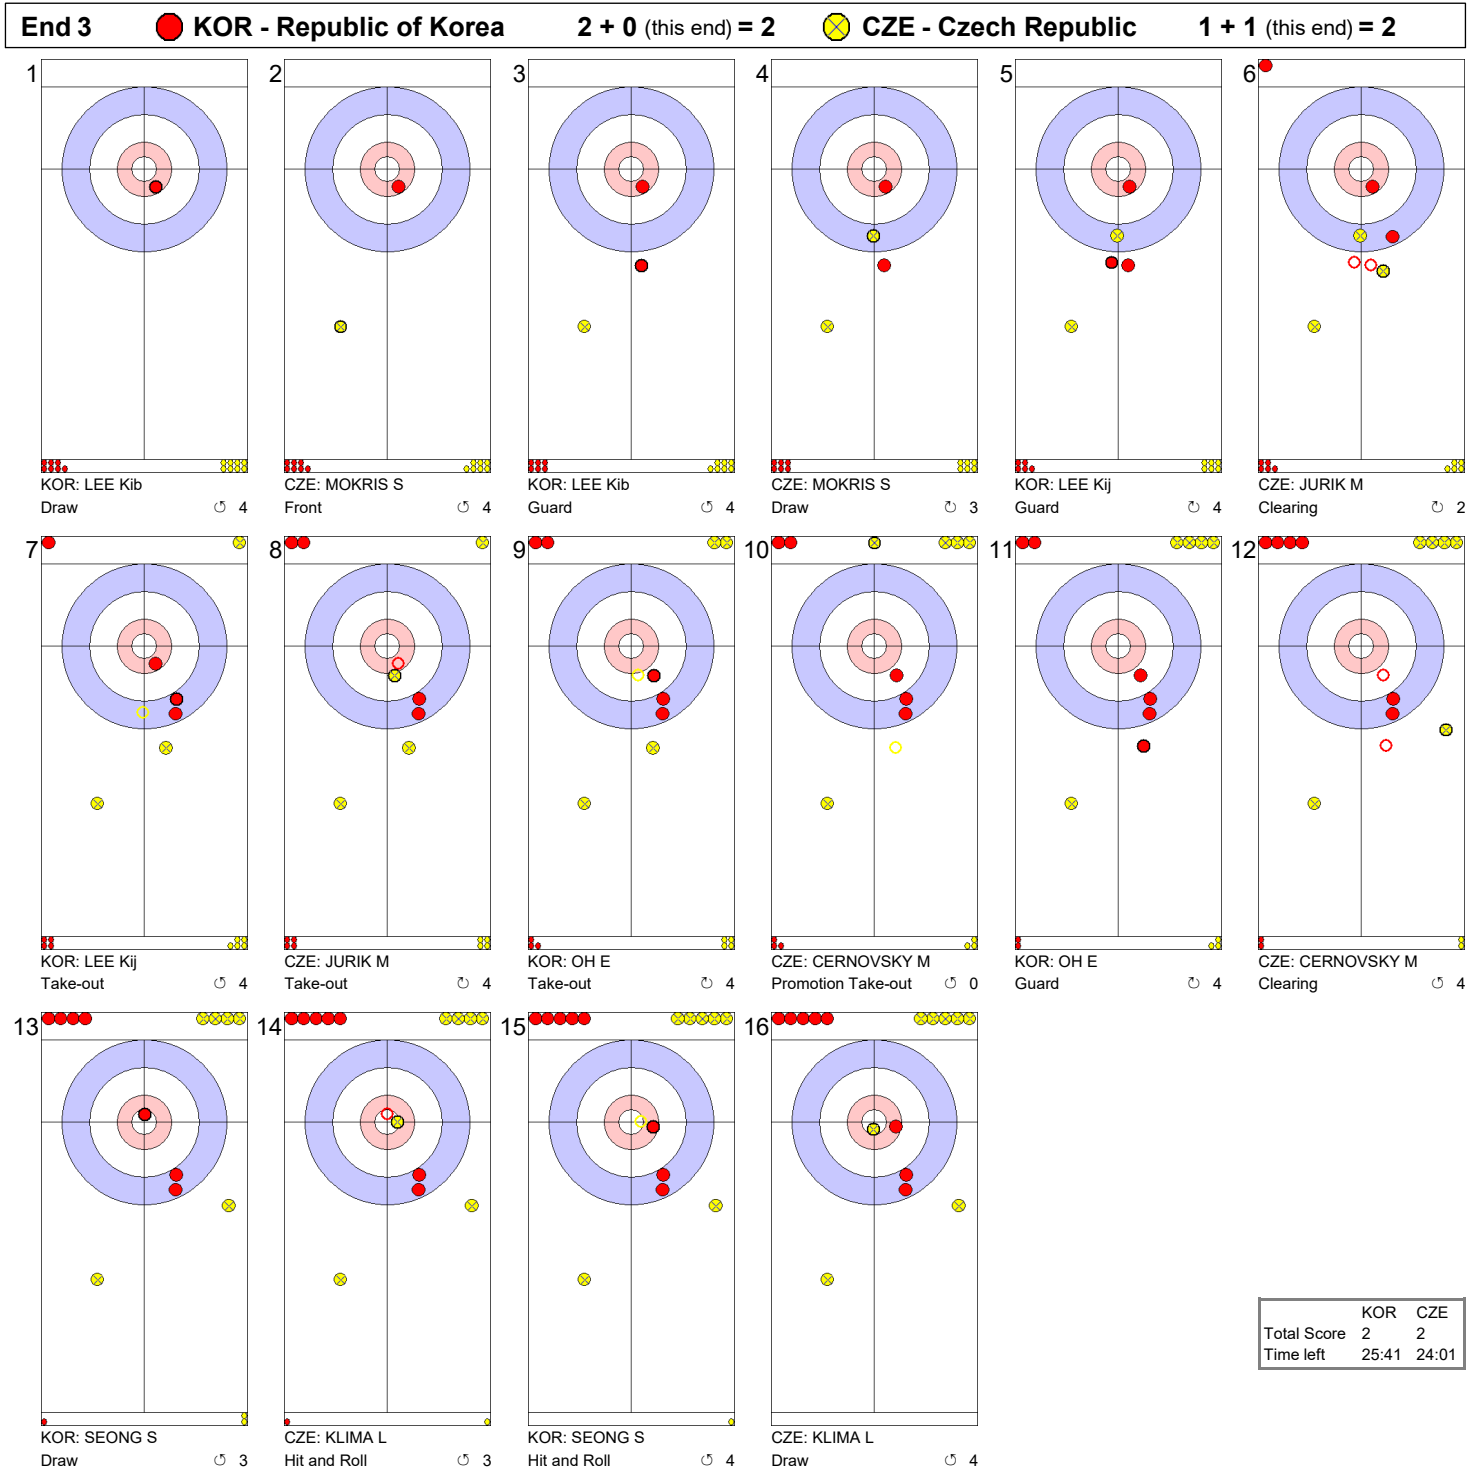 End 3 KOR - Republic of Korea 2 + 0 (this end) = 2 CZE - Czech Republic 1 + 1 (this end) = 2
1 2 3 4 5 6
KOR: LEE Kib CZE: MOKRIS S KOR: LEE Kib CZE: MOKRIS S KOR: LEE Kij CZE: JURIK M
Draw ↺ 4 Front ↺ 4 Guard ↺ 4 Draw ↻ 3 Guard ↺ 4 Clearing ↻ 2
7 8 9 10 11 12
KOR: LEE Kij CZE: JURIK M KOR: OH E CZE: CERNOVSKY M KOR: OH E CZE: CERNOVSKY M
Take-out ↺ 4 Take-out ↻ 4 Take-out ↻ 4 Promotion Take-out ↺ 0 Guard ↻ 4 Clearing ↺ 4
13 14 15 16
KOR: SEONG S CZE: KLIMA L KOR: SEONG S CZE: KLIMA L
Draw ↺ 3 Hit and Roll ↺ 3 Hit and Roll ↺ 4 Draw ↺ 4
KOR CZE
Total Score 2 2
Time left 25:41 24:01